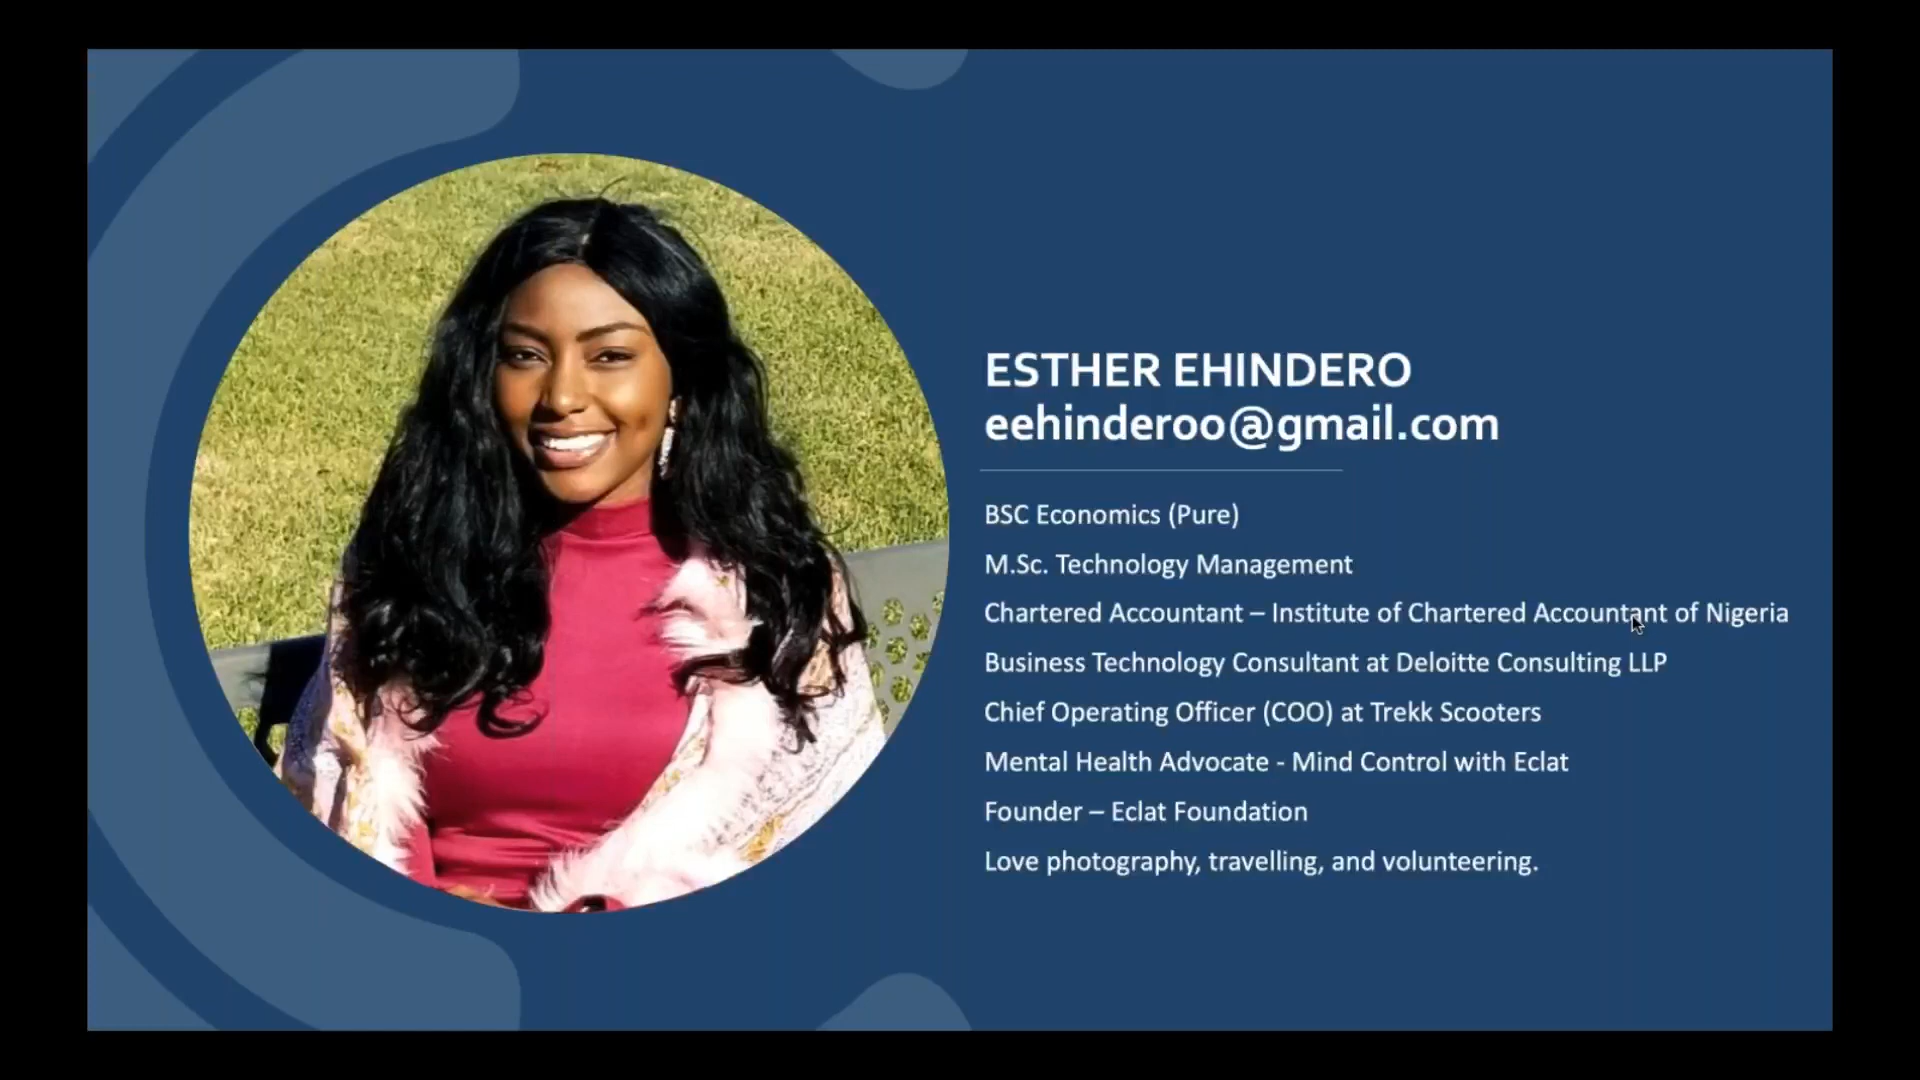 ESTHER EHINDERO
eehinderoo@gmail.com
BSC Economics (Pure)
M.Sc. Technology Management
Chartered Accountant – Institute of Chartered Accountant of Nigeria
Business Technology Consultant at Deloitte Consulting LLP
Chief Operating Officer (COO) at Trekk Scooters
Mental Health Advocate - Mind Control with Eclat
Founder – Eclat Foundation
Love photography, travelling, and volunteering.